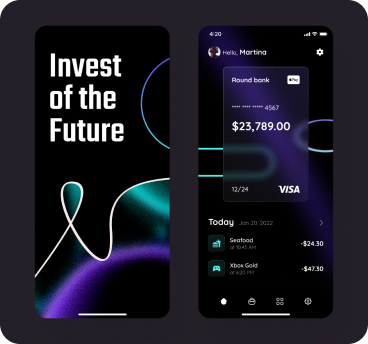 Invest
of the
Future
4:20
Hello, Martina
Round bank
Pay
**** **** ***** 4567
$23,789.00
12/24
VISA
Today Jan 20, 2022
Seafood
at 10:45 AM
-$24.30
Xbox Gold
at 6:20 PM
-$47.30